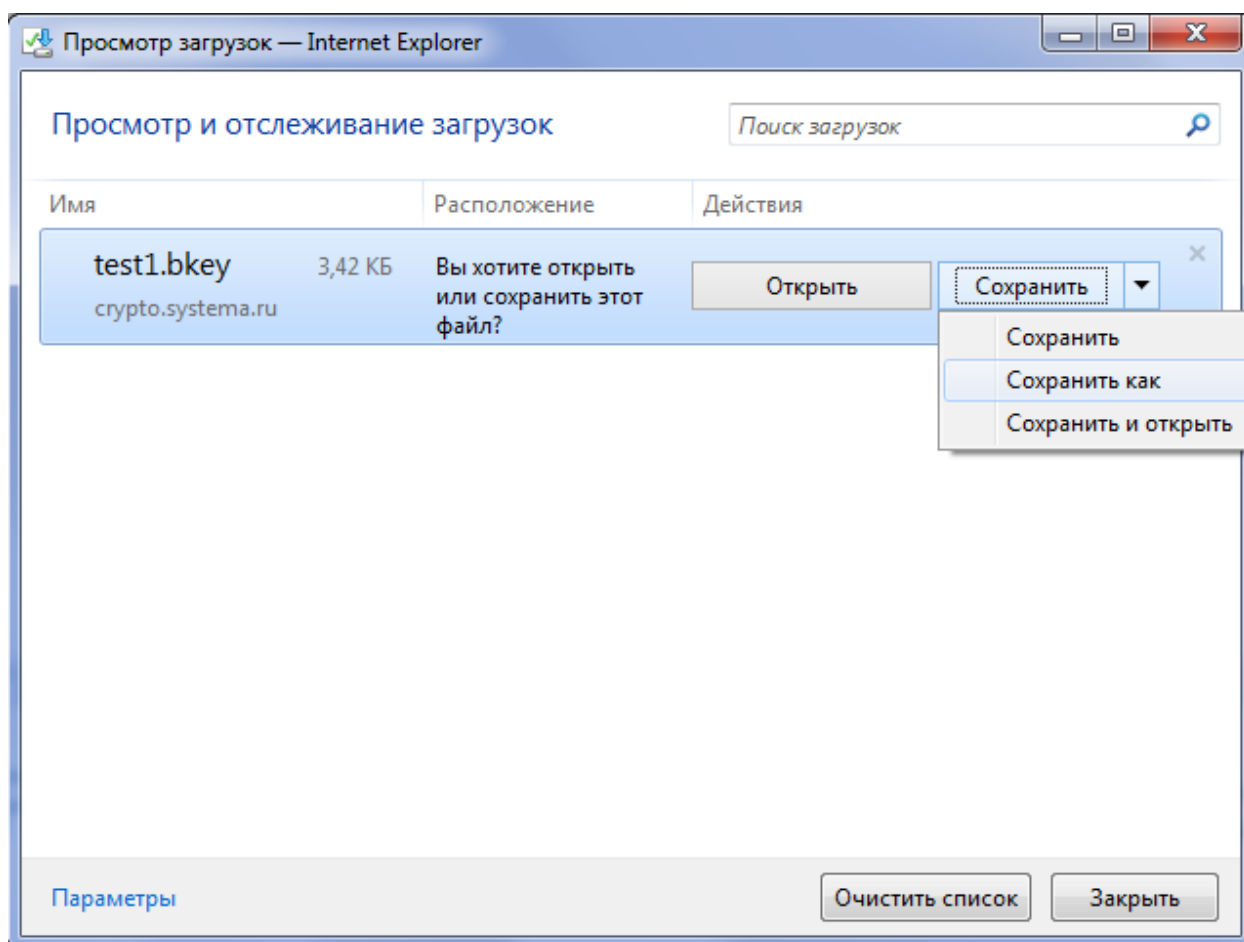 Просмотр загрузок — Internet Explorer
Просмотр и отслеживание загрузок
Поиск загрузок
Имя
Расположение
Действия
test1.bkey
3,42 КБ
crypto.systema.ru
Вы хотите открыть
или сохранить этот
файл?
Открыть
Сохранить
Сохранить
Сохранить как
Сохранить и открыть
Параметры
Очистить список
Закрыть